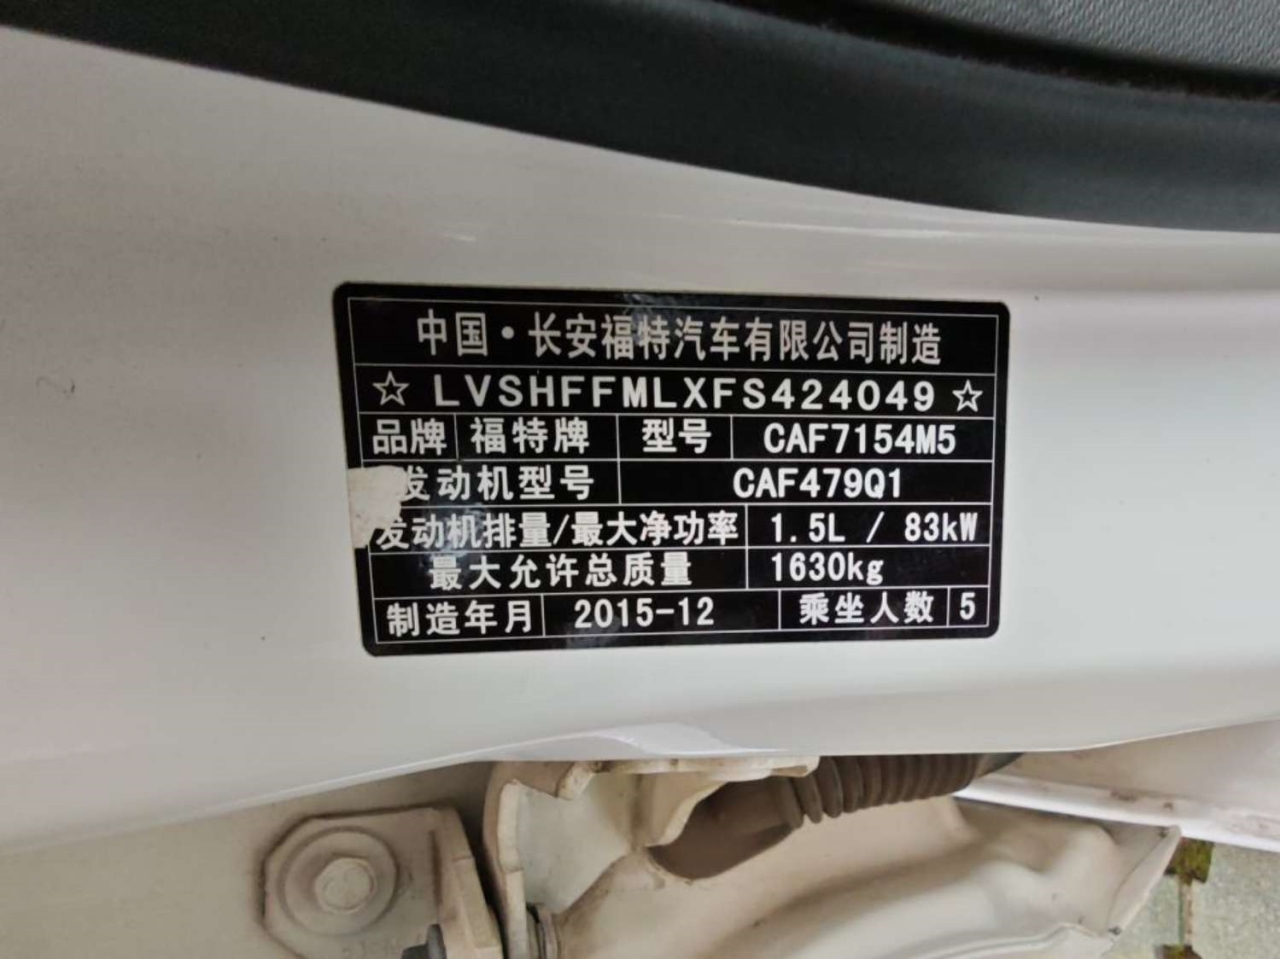 中国·长安福特汽车有限公司制造
☆LVSHFFMLXFS424049☆
品牌 福特牌 型号 CAF7154M5
发动机型号 CAF479Q1
发动机排量/最大净功率 1.5L / 83kW
最大允许总质量 1630kg
制造年月 2015-12 乘坐人数 5